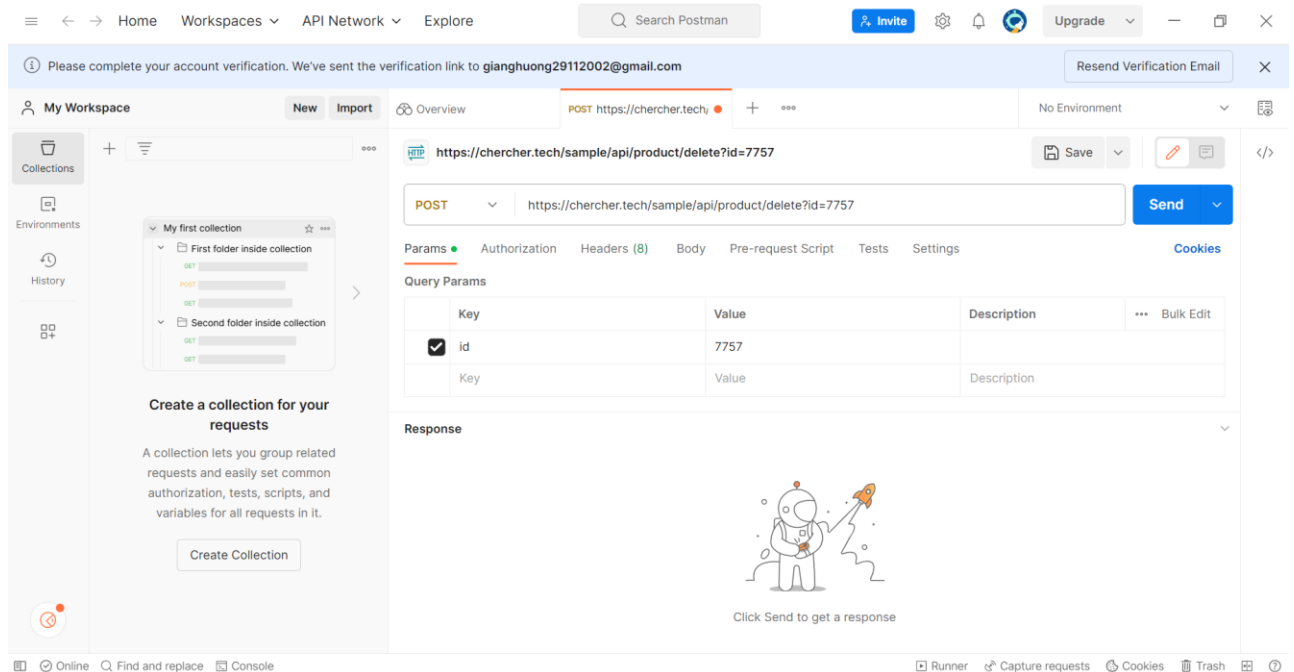 Home Workspaces API Network Explore Search Postman Invite Upgrade
Please complete your account verification. We've sent the verification link to gianghuong29112002@gmail.com Resend Verification Email
My Workspace New Import Overview POST https://chercher.tech/ No Environment
Collections
HTTP https://chercher.tech/sample/api/product/delete?id=7757 Save
Environments
POST https://chercher.tech/sample/api/product/delete?id=7757 Send
History
Params Authorization Headers (8) Body Pre-request Script Tests Settings Cookies
Query Params
Key Value Description Bulk Edit
id 7757
Key Value Description
My first collection
First folder inside collection
GET
POST
GET
Second folder inside collection
GET
GET
Create a collection for your
requests
A collection lets you group related
requests and easily set common
authorization, tests, scripts, and
variables for all requests in it.
Create Collection
Response
Click Send to get a response
Online Find and replace Console Runner Capture requests Cookies Trash